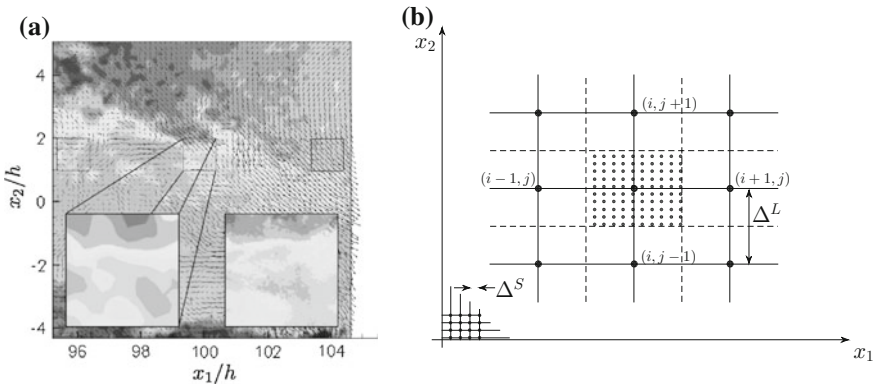 (a)
4
2
0
-2
-4
x₂/h
96 98 100 102 104
x₁/h
(b)
x₂
(i, j+1)
(i−1, j)
(i+1, j)
Δᴸ
(i, j−1)
Δˢ
x₁